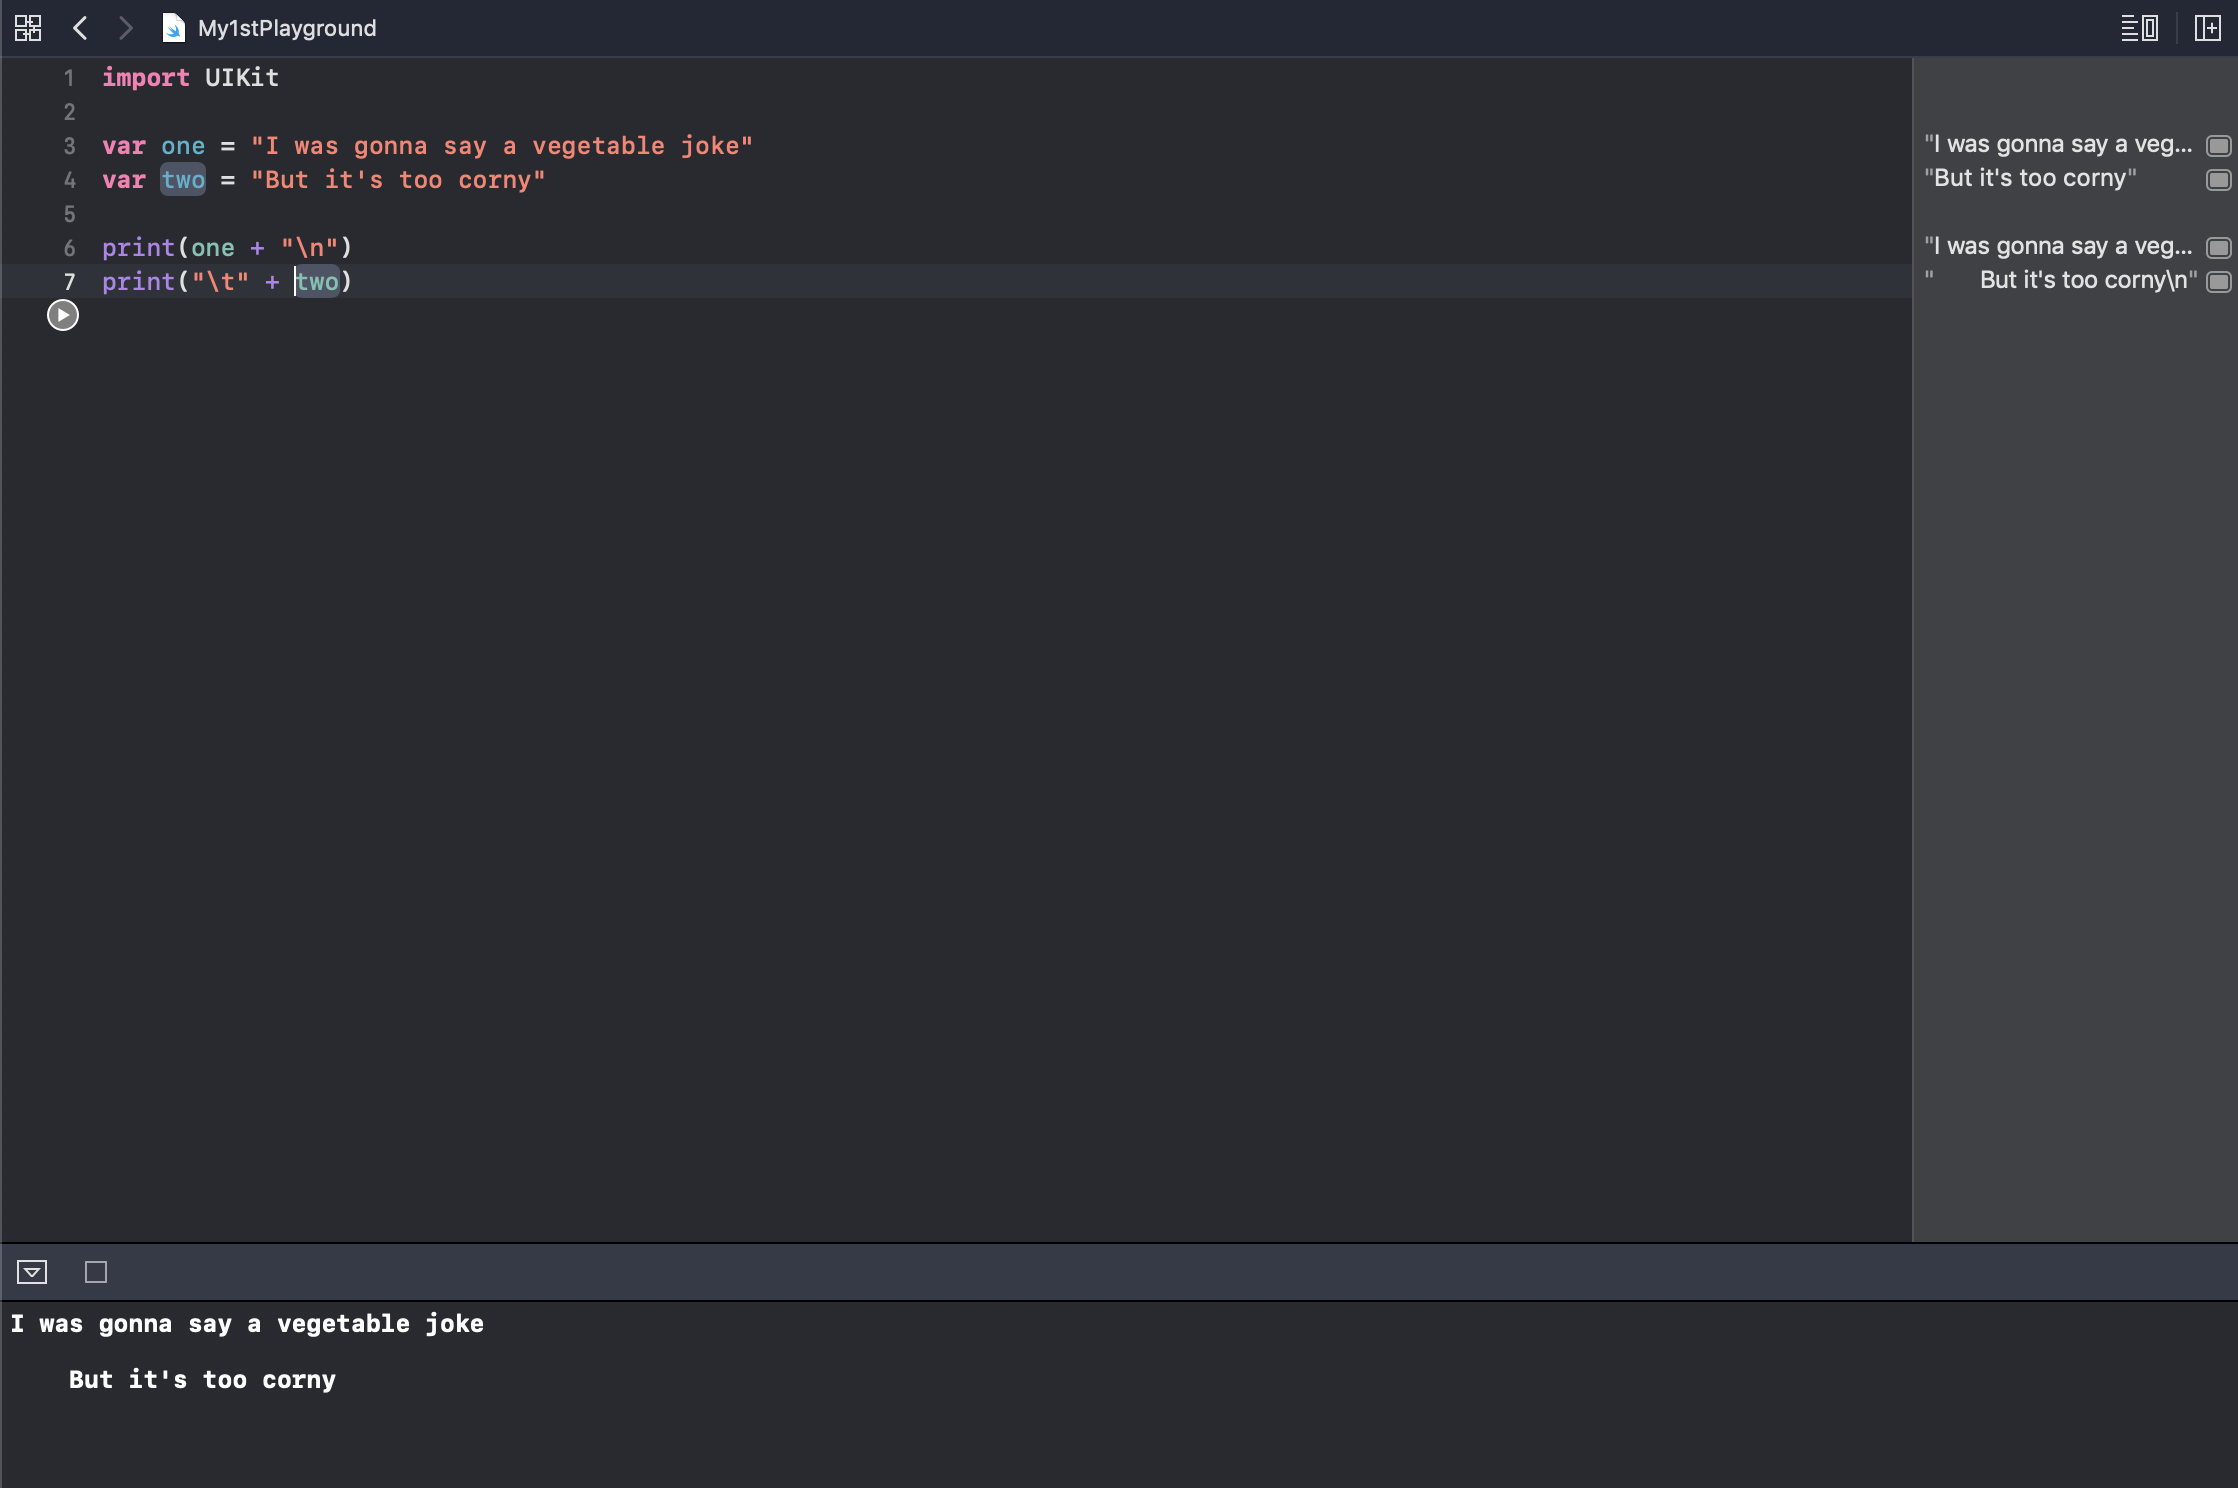 My1stPlayground
1 import UIKit
2
3 var one = "I was gonna say a vegetable joke"
4 var two = "But it's too corny"
5
6 print(one + "\n")
7 print("\t" + two)
"I was gonna say a veg...
"But it's too corny"
"I was gonna say a veg...
"    But it's too corny\n"
I was gonna say a vegetable joke
But it's too corny